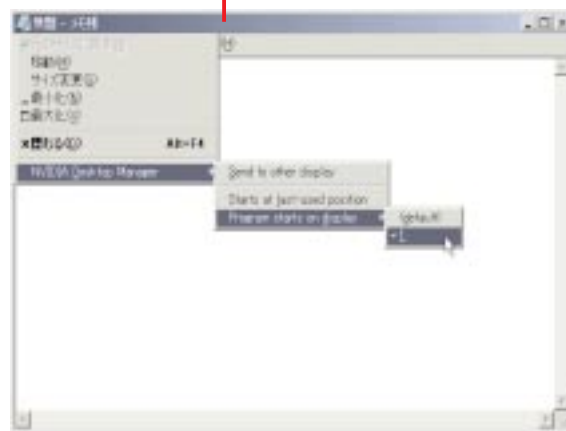 無題 - メモ帳
移動(M)
サイズ変更(S)
最小化(N)
最大化(X)
×閉じる(C) Alt+F4
NVIDIA Desktop Manager
Send to other display
Starts at last used position
Program starts on display
(default)